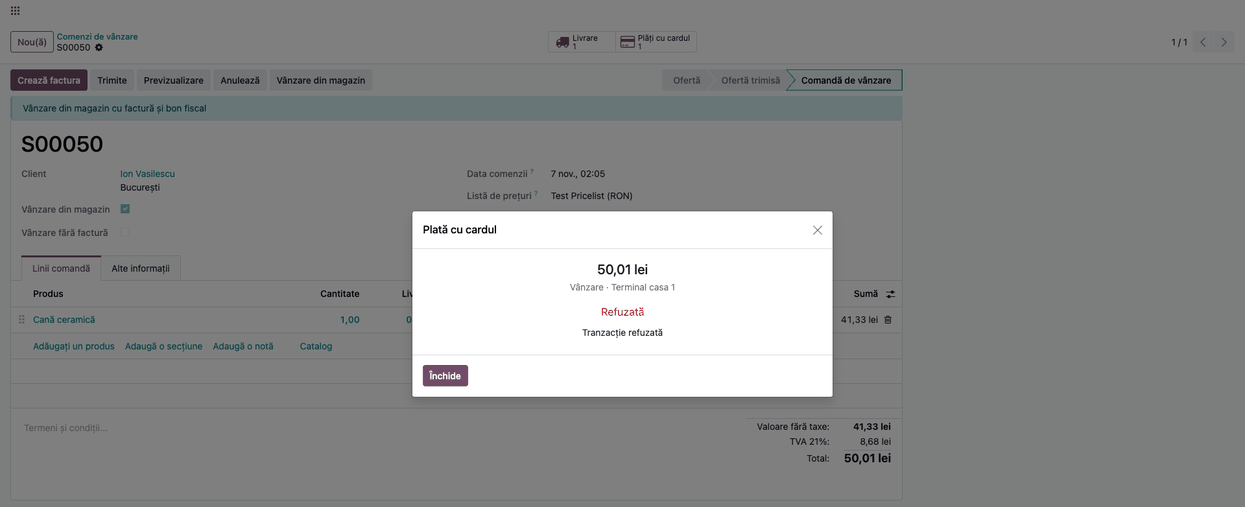 Nou(ă)
Comenzi de vânzare
S00050
Livrare
1
Plăți cu cardul
1
1 / 1
Crează factura
Trimite
Previzualizare
Anulează
Vânzare din magazin
Ofertă
Ofertă trimisă
Comandă de vânzare
Vânzare din magazin cu factură și bon fiscal
S00050
Client
Ion Vasilescu
București
Data comenzii ?
7 nov., 02:05
Listă de prețuri ?
Test Pricelist (RON)
Vânzare din magazin
Vânzare fără factură
Plată cu cardul
50,01 lei
Vânzare · Terminal casa 1
Refuzată
Tranzacție refuzată
Închide
Linii comandă
Alte informații
Produs
Cantitate
Sumă
Cană ceramică
1,00
41,33 lei
Adăugați un produs
Adaugă o secțiune
Adaugă o notă
Catalog
Termeni și condiții...
Valoare fără taxe: 41,33 lei
TVA 21%: 8,68 lei
Total: 50,01 lei